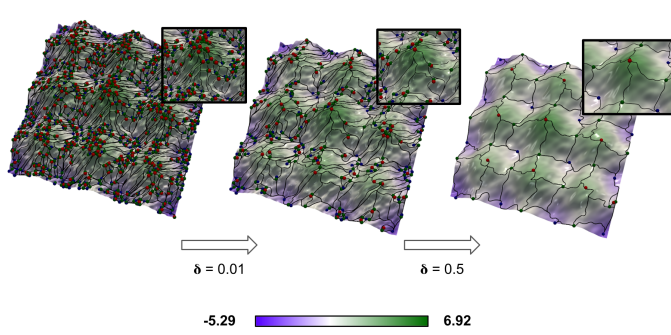 δ = 0.01
δ = 0.5
-5.29
6.92